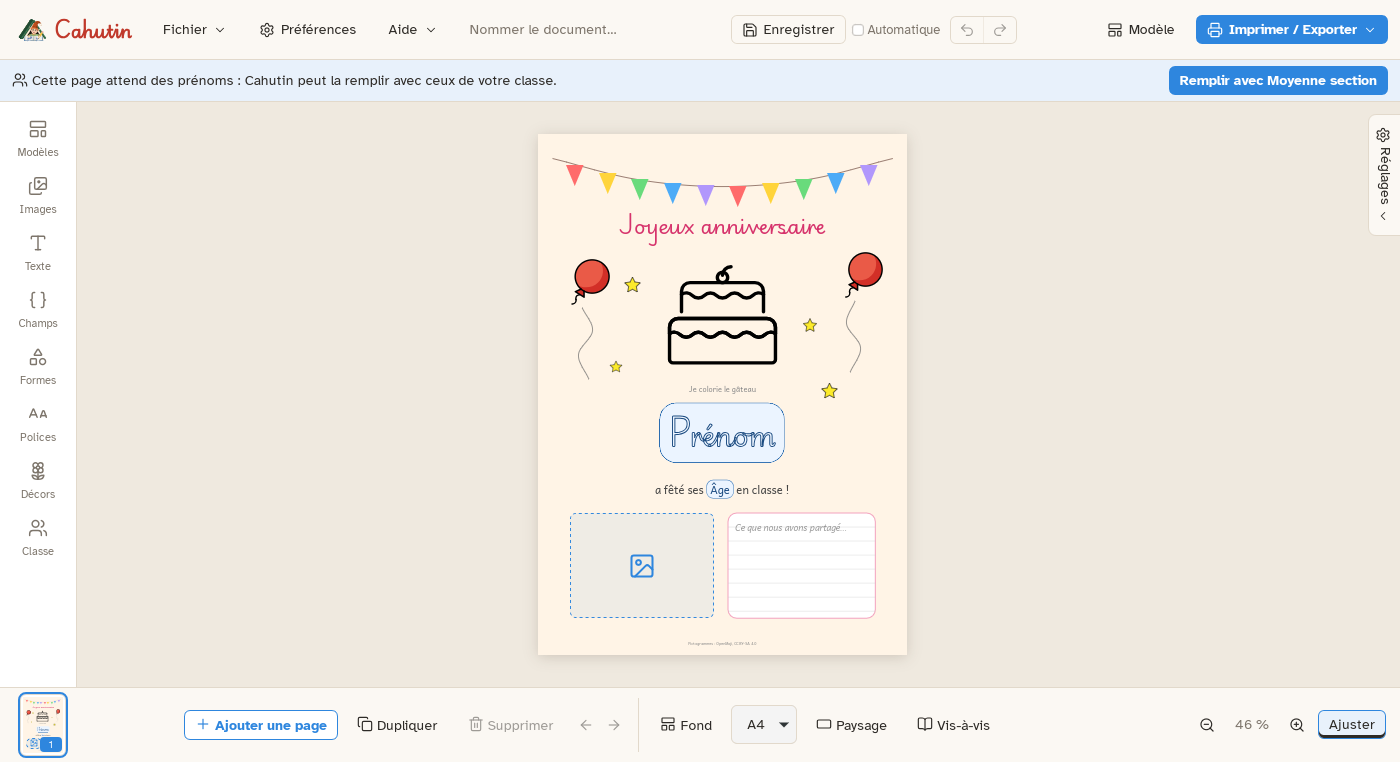 Cahutin
Fichier
Préférences
Aide
Nommer le document...
Enregistrer
Automatique
Modèle
Imprimer / Exporter
Cette page attend des prénoms : Cahutin peut la remplir avec ceux de votre classe.
Remplir avec Moyenne section
Modèles
Images
Texte
Champs
Formes
Polices
Décors
Classe
Réglages
Joyeux anniversaire
Je colorie le gâteau
Prénom
a fêté ses Âge en classe !
Ce que nous avons partagé...
1
Ajouter une page
Dupliquer
Supprimer
Fond
A4
Paysage
Vis-à-vis
46 %
Ajuster